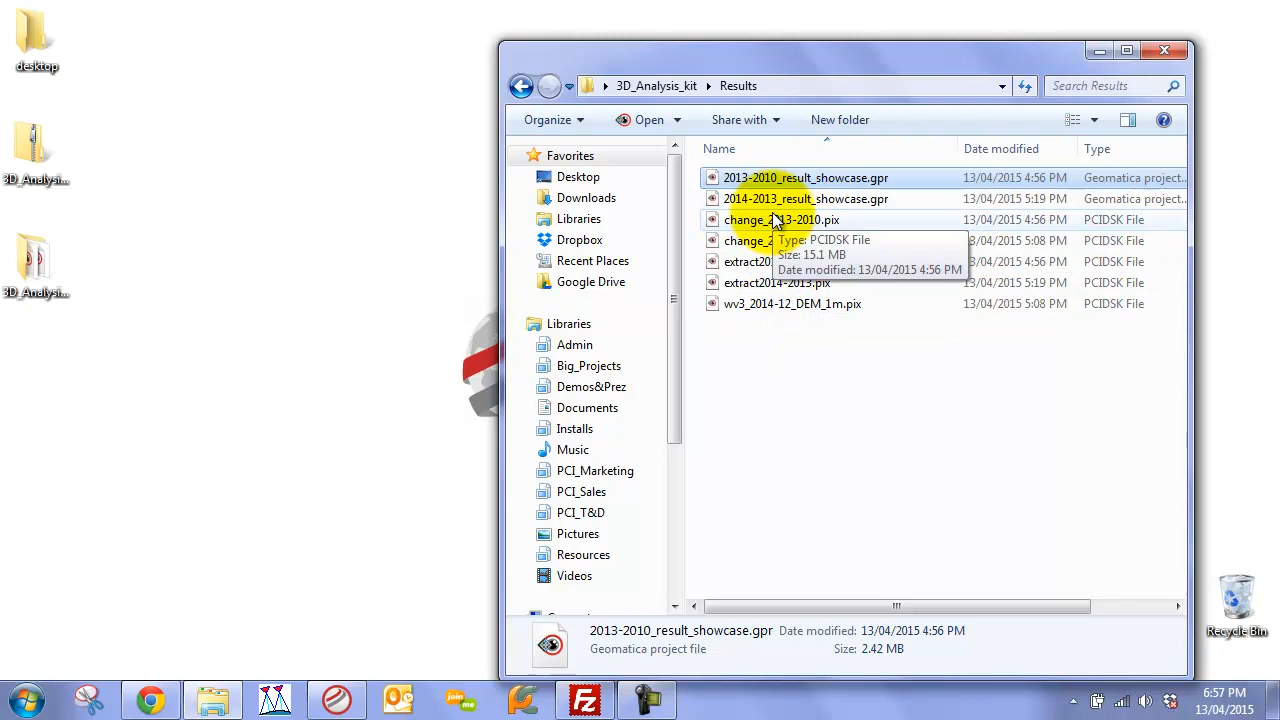 desktop
3D_Analysi...
3D_Analysis...
3D_Analysis_kit
Results
Search Results
Organize
Open
Share with
New folder
Name
Date modified
Type
Favorites
Desktop
Downloads
Libraries
Dropbox
Recent Places
Google Drive
Libraries
Admin
Big_Projects
Demos&Prez
Documents
Installs
Music
PCI_Marketing
PCI_Sales
PCI_T&D
Pictures
Resources
Videos
2013-2010_result_showcase.gpr 13/04/2015 4:56 PM Geomatica project...
2014-2013_result_showcase.gpr 13/04/2015 5:19 PM Geomatica project...
change_2013-2010.pix 13/04/2015 4:56 PM PCIDSK File
change_2 13/04/2015 5:08 PM PCIDSK File
extract201 13/04/2015 4:56 PM PCIDSK File
extract2014-2013.pix 13/04/2015 5:19 PM PCIDSK File
wv3_2014-12_DEM_1m.pix 13/04/2015 5:08 PM PCIDSK File
Type: PCIDSK File
Size: 15.1 MB
Date modified: 13/04/2015 4:56 PM
2013-2010_result_showcase.gpr Date modified: 13/04/2015 4:56 PM
Geomatica project file Size: 2.42 MB
Recycle Bin
join
me
FZ
6:57 PM
13/04/2015